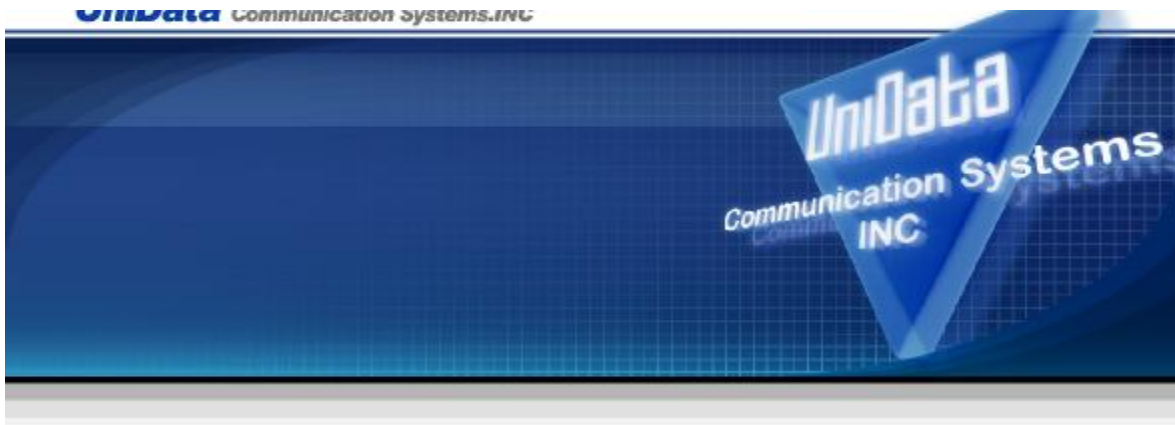 UniData Communication Systems.INC
UniData
Communication Systems
INC